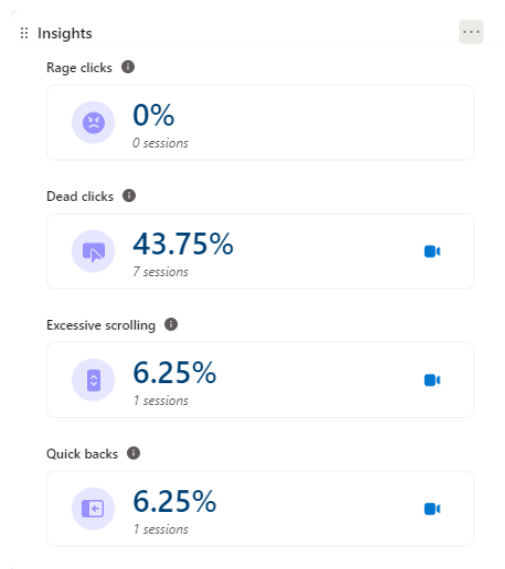 Insights
Rage clicks
0%
0 sessions
Dead clicks
43.75%
7 sessions
Excessive scrolling
6.25%
1 sessions
Quick backs
6.25%
1 sessions